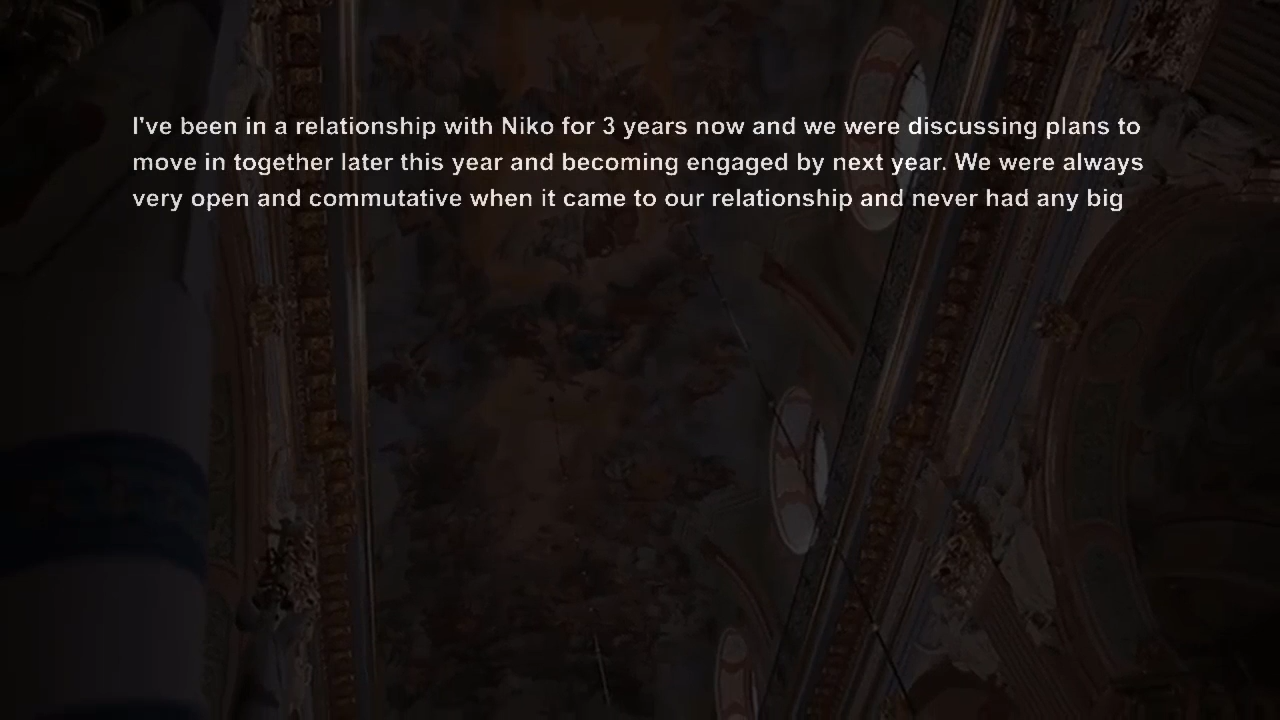 I've been in a relationship with Niko for 3 years now and we were discussing plans to
move in together later this year and becoming engaged by next year. We were always
very open and commutative when it came to our relationship and never had any big